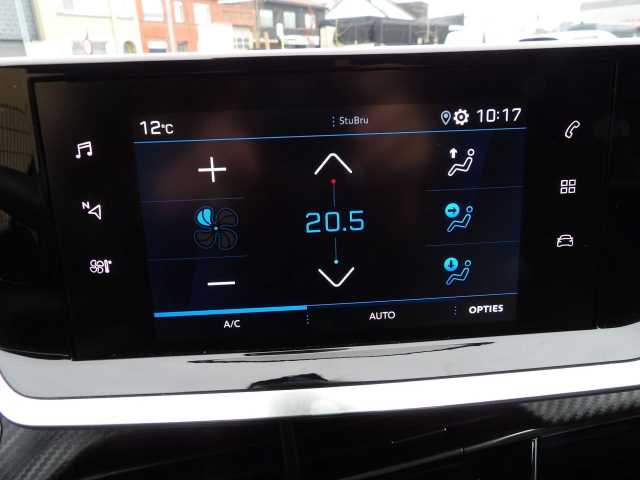 12°C
StuBru
10:17
N
20.5
A/C
AUTO
OPTIES